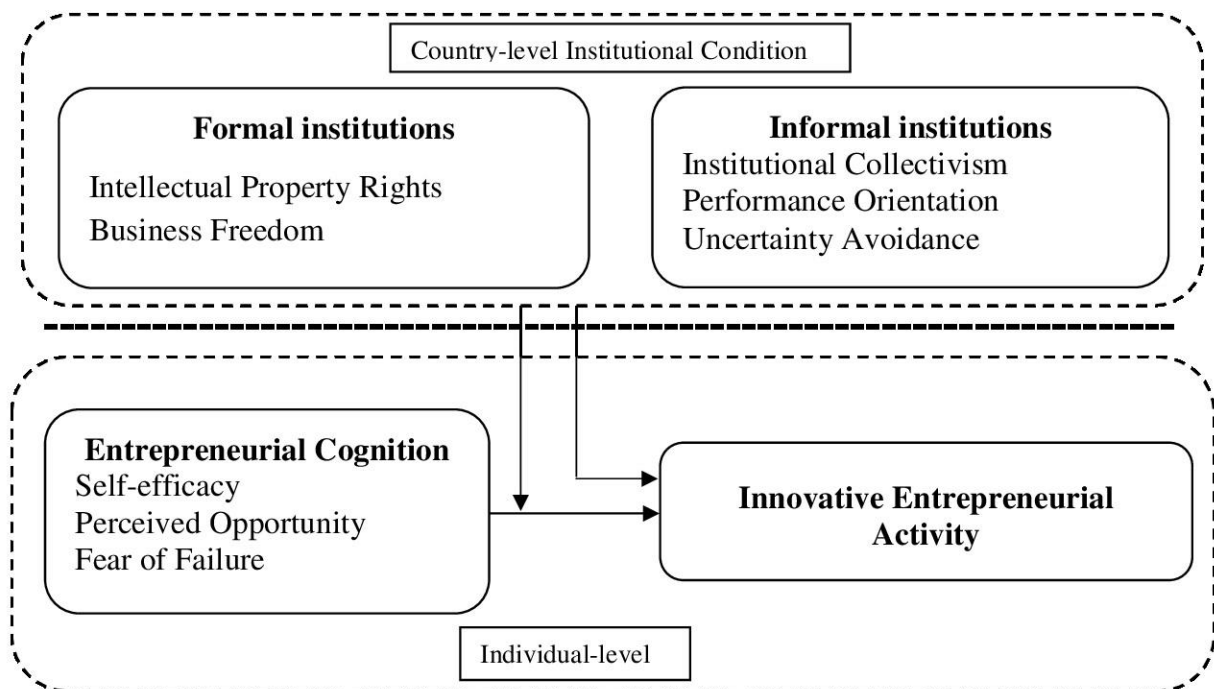 Country-level Institutional Condition
Formal institutions
Intellectual Property Rights
Business Freedom
Informal institutions
Institutional Collectivism
Performance Orientation
Uncertainty Avoidance
Entrepreneurial Cognition
Self-efficacy
Perceived Opportunity
Fear of Failure
Innovative Entrepreneurial
Activity
Individual-level